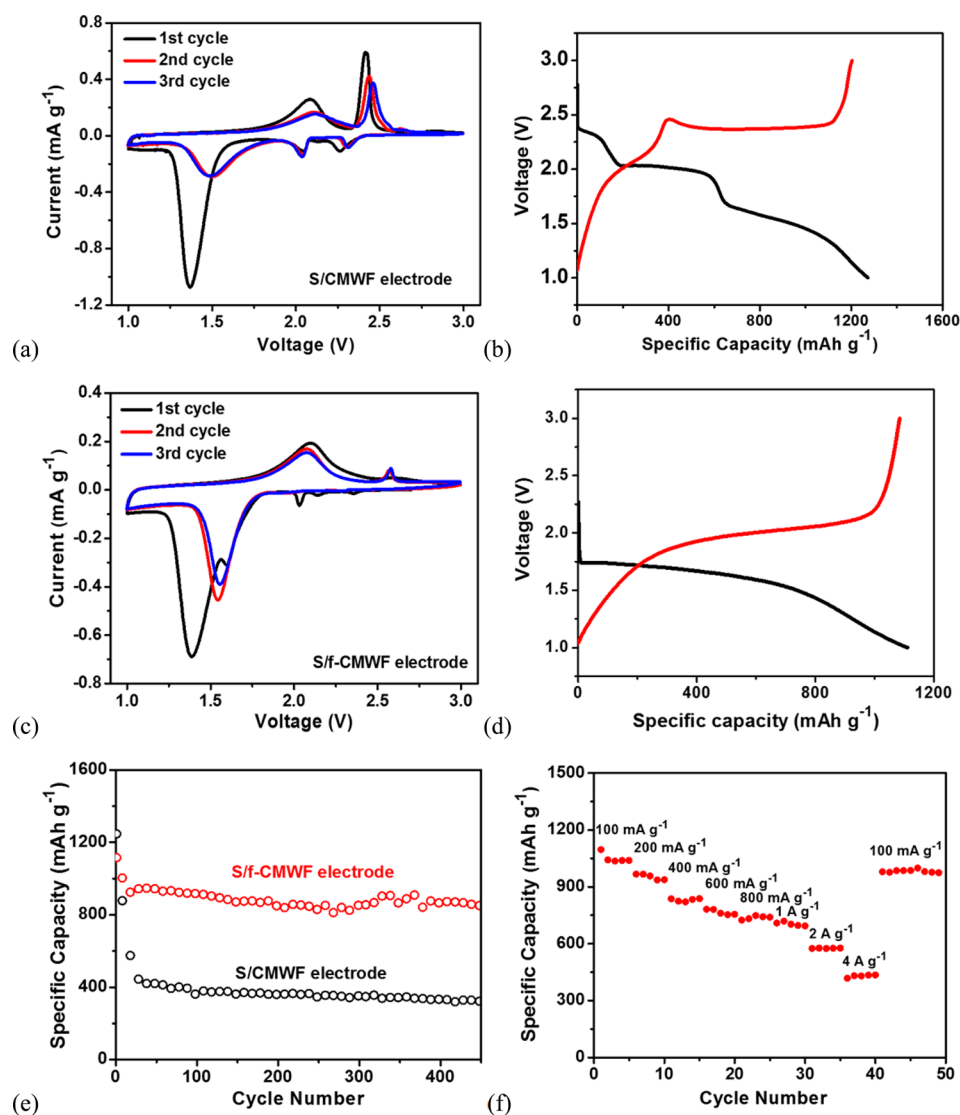 0.8
0.4
0.0
-0.4
-0.8
-1.2
Current (mA g⁻¹)
1st cycle
2nd cycle
3rd cycle
S/CMWF electrode
1.0 1.5 2.0 2.5 3.0
Voltage (V)
(a)
3.0
2.5
2.0
1.5
1.0
Voltage (V)
0 400 800 1200 1600
Specific Capacity (mAh g⁻¹)
(b)
0.4
0.2
0.0
-0.2
-0.4
-0.6
-0.8
Current (mA g⁻¹)
1st cycle
2nd cycle
3rd cycle
S/f-CMWF electrode
1.0 1.5 2.0 2.5 3.0
Voltage (V)
(c)
3.0
2.5
2.0
1.5
1.0
Voltage (V)
0 400 800 1200
Specific capacity (mAh g⁻¹)
(d)
1600
1200
800
400
0
Specific Capacity (mAh g⁻¹)
S/f-CMWF electrode
S/CMWF electrode
0 100 200 300 400
Cycle Number
(e)
1500
1200
900
600
300
0
Specific Capacity (mAh g⁻¹)
100 mA g⁻¹
200 mA g⁻¹
400 mA g⁻¹
600 mA g⁻¹
800 mA g⁻¹
1 A g⁻¹
2 A g⁻¹
4 A g⁻¹
100 mA g⁻¹
0 10 20 30 40 50
Cycle Number
(f)